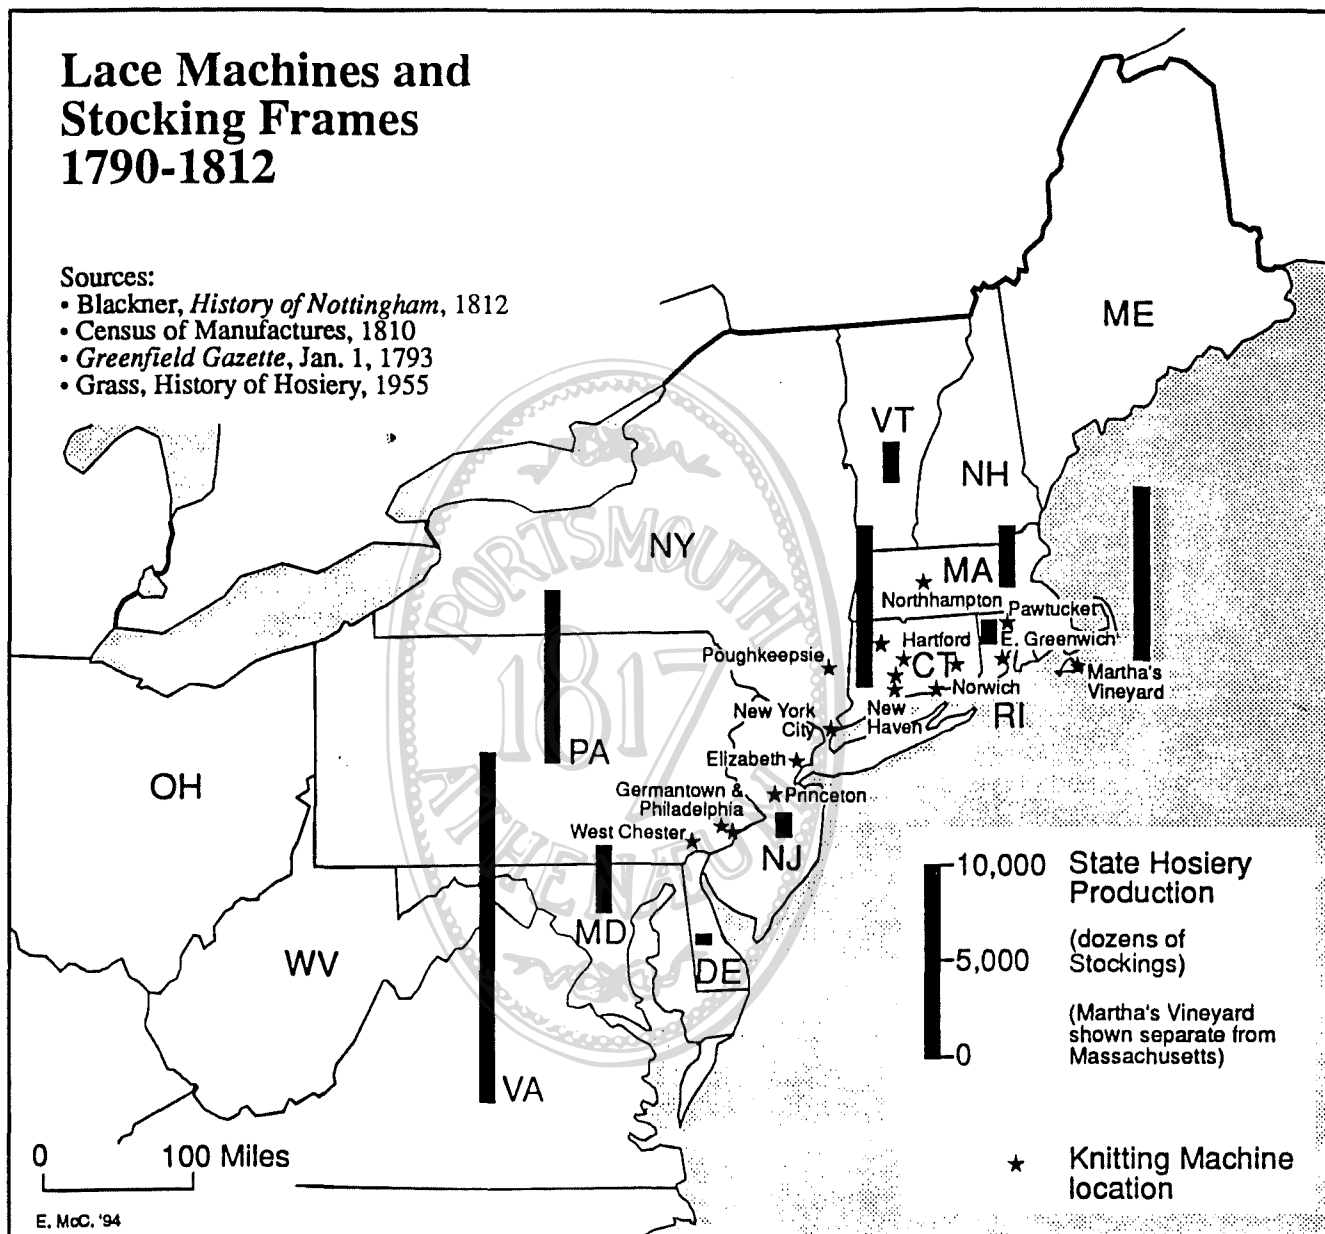 Lace Machines and
Stocking Frames
1790-1812
Sources:
• Blackner, History of Nottingham, 1812
• Census of Manufactures, 1810
• Greenfield Gazette, Jan. 1, 1793
• Grass, History of Hosiery, 1955
ME
VT
NH
NY
MA
Northhampton
Pawtucket
Hartford
E. Greenwich
Poughkeepsie
CT
Norwich
Martha's
Vineyard
New York
City
New
Haven
RI
PA
Elizabeth
OH
Germantown &
Philadelphia
Princeton
West Chester
NJ
MD
WV
DE
VA
PORTSMOUTH
1817
ATHENAEUM
10,000
5,000
0
State Hosiery
Production
(dozens of
Stockings)
(Martha's Vineyard
shown separate from
Massachusetts)
Knitting Machine
location
0 100 Miles
E. McC. '94